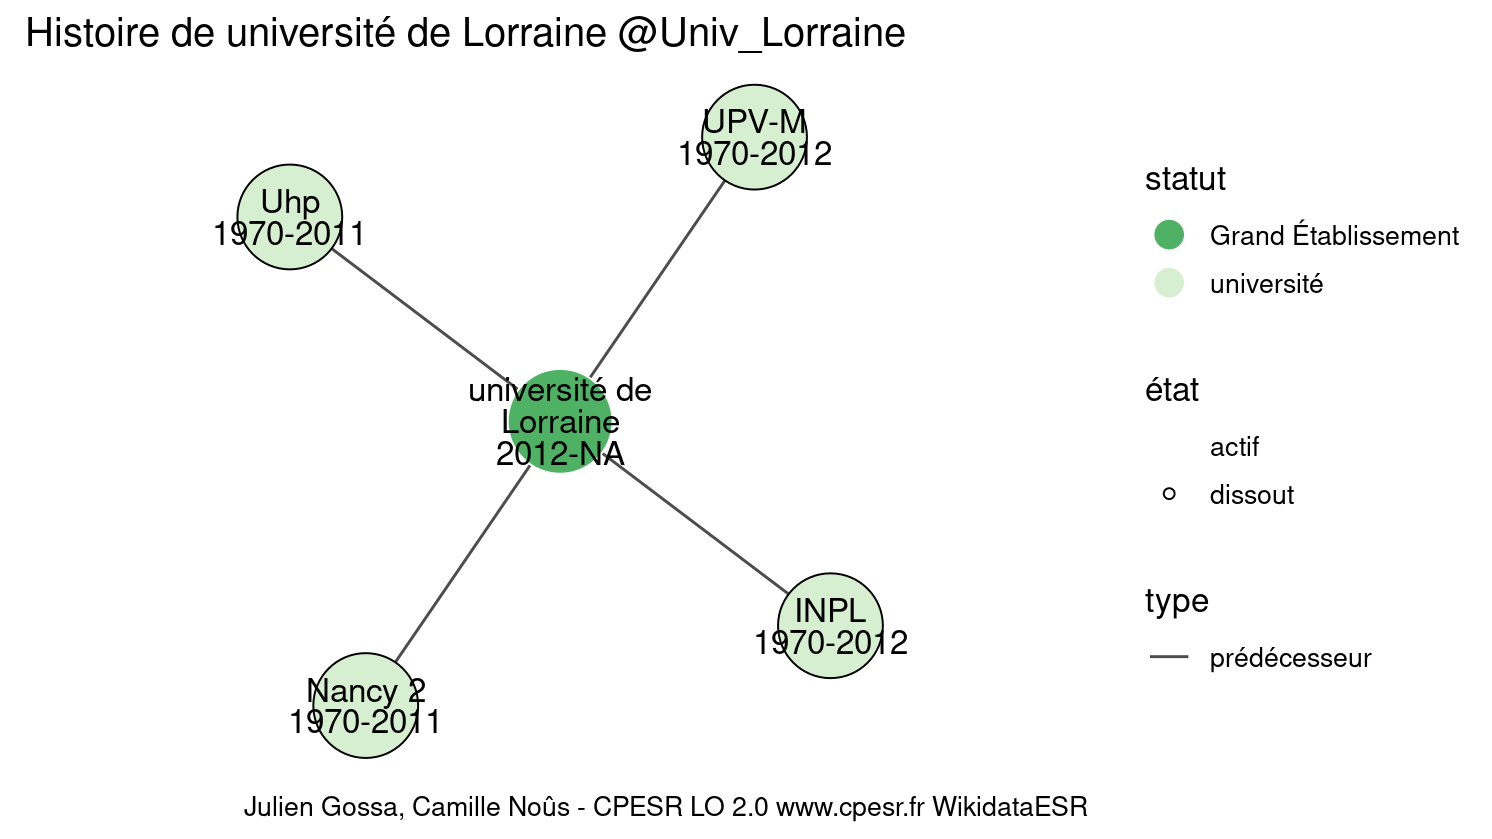 Histoire de université de Lorraine @Univ_Lorraine
UPV-M
1970-2012
Uhp
1970-2011
université de
Lorraine
2012-NA
INPL
1970-2012
Nancy 2
1970-2011
statut
Grand Établissement
université
état
actif
dissout
type
prédécesseur
Julien Gossa, Camille Noûs - CPESR LO 2.0 www.cpesr.fr WikidataESR